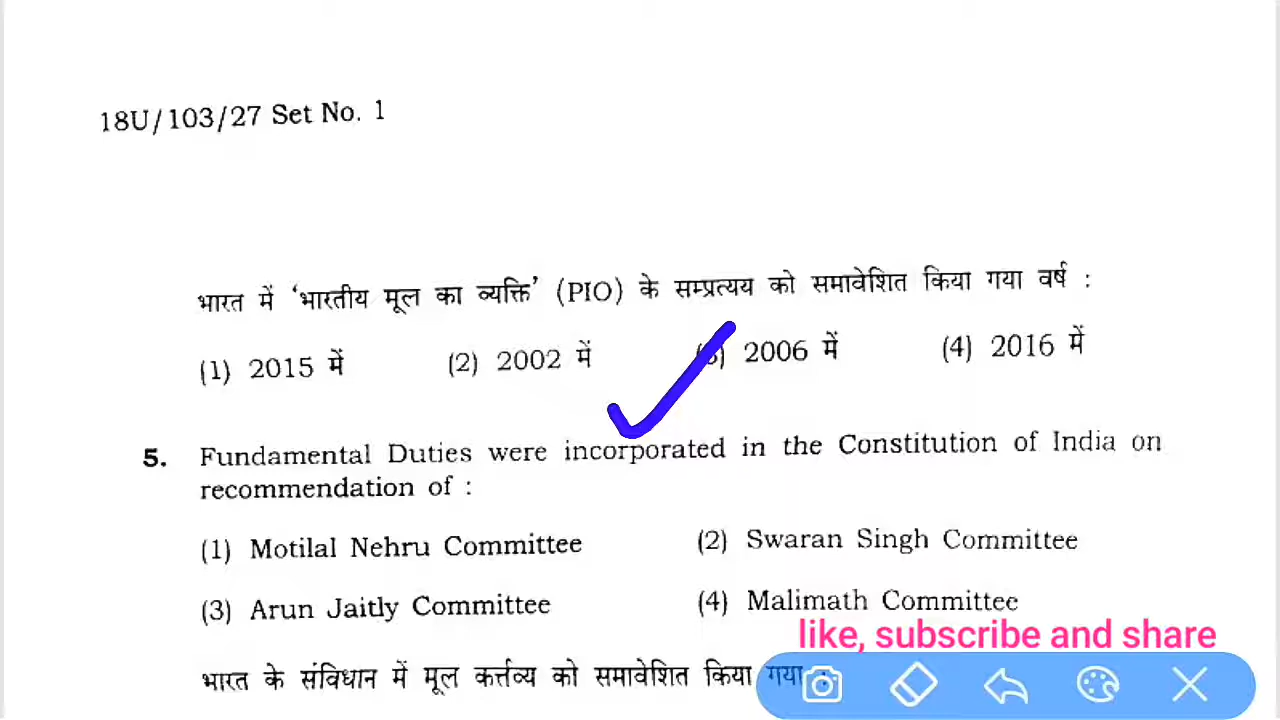 18U/103/27 Set No. 1
भारत में 'भारतीय मूल का व्यक्ति' (PIO) के सम्प्रत्यय को समावेशित किया गया वर्ष :
(1) 2015 में (2) 2002 में (3) 2006 में (4) 2016 में
5. Fundamental Duties were incorporated in the Constitution of India on
recommendation of :
(1) Motilal Nehru Committee (2) Swaran Singh Committee
(3) Arun Jaitly Committee (4) Malimath Committee
like, subscribe and share
भारत के संविधान में मूल कर्त्तव्य को समावेशित किया गया :